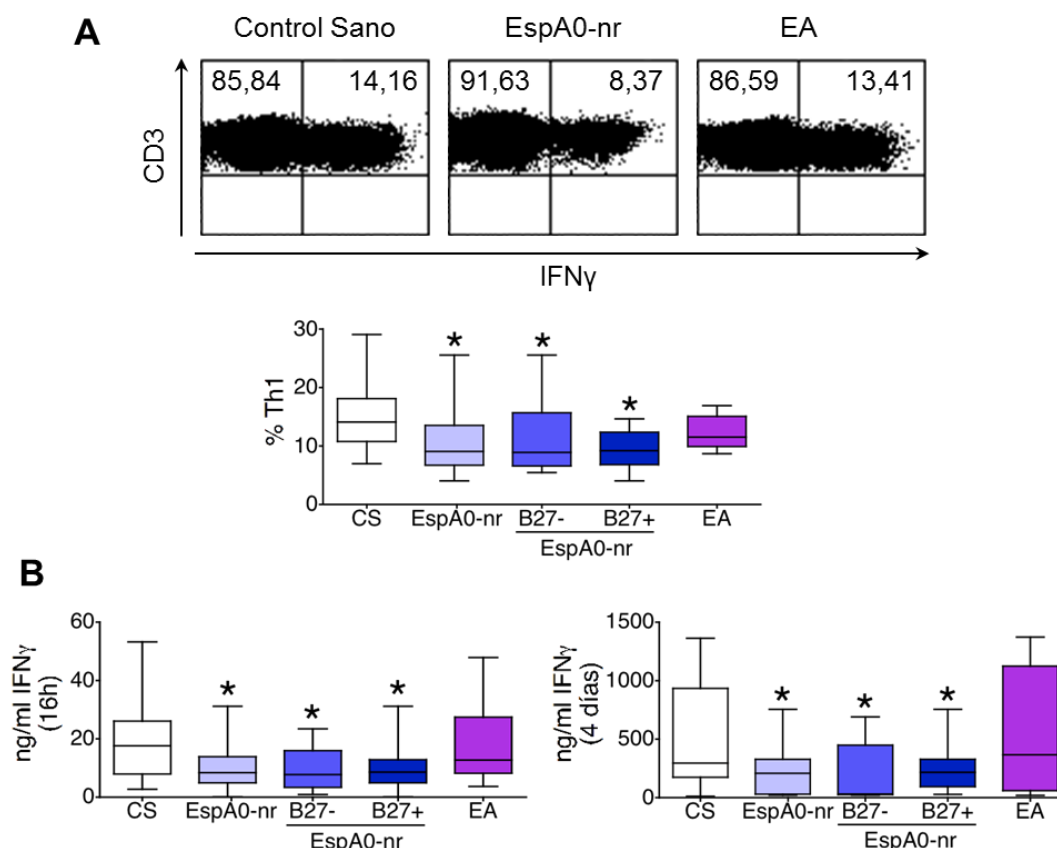 A
Control Sano EspA0-nr EA
85,84 14,16 91,63 8,37 86,59 13,41
CD3
IFNγ
% Th1
30
20
10
0
* * *
CS EspA0-nr B27- B27+ EA
EspA0-nr
B
ng/ml IFNγ
(16h)
60
40
20
0
* * *
CS EspA0-nr B27- B27+ EA
EspA0-nr
ng/ml IFNγ
(4 días)
1500
1000
500
0
* * *
CS EspA0-nr B27- B27+ EA
EspA0-nr